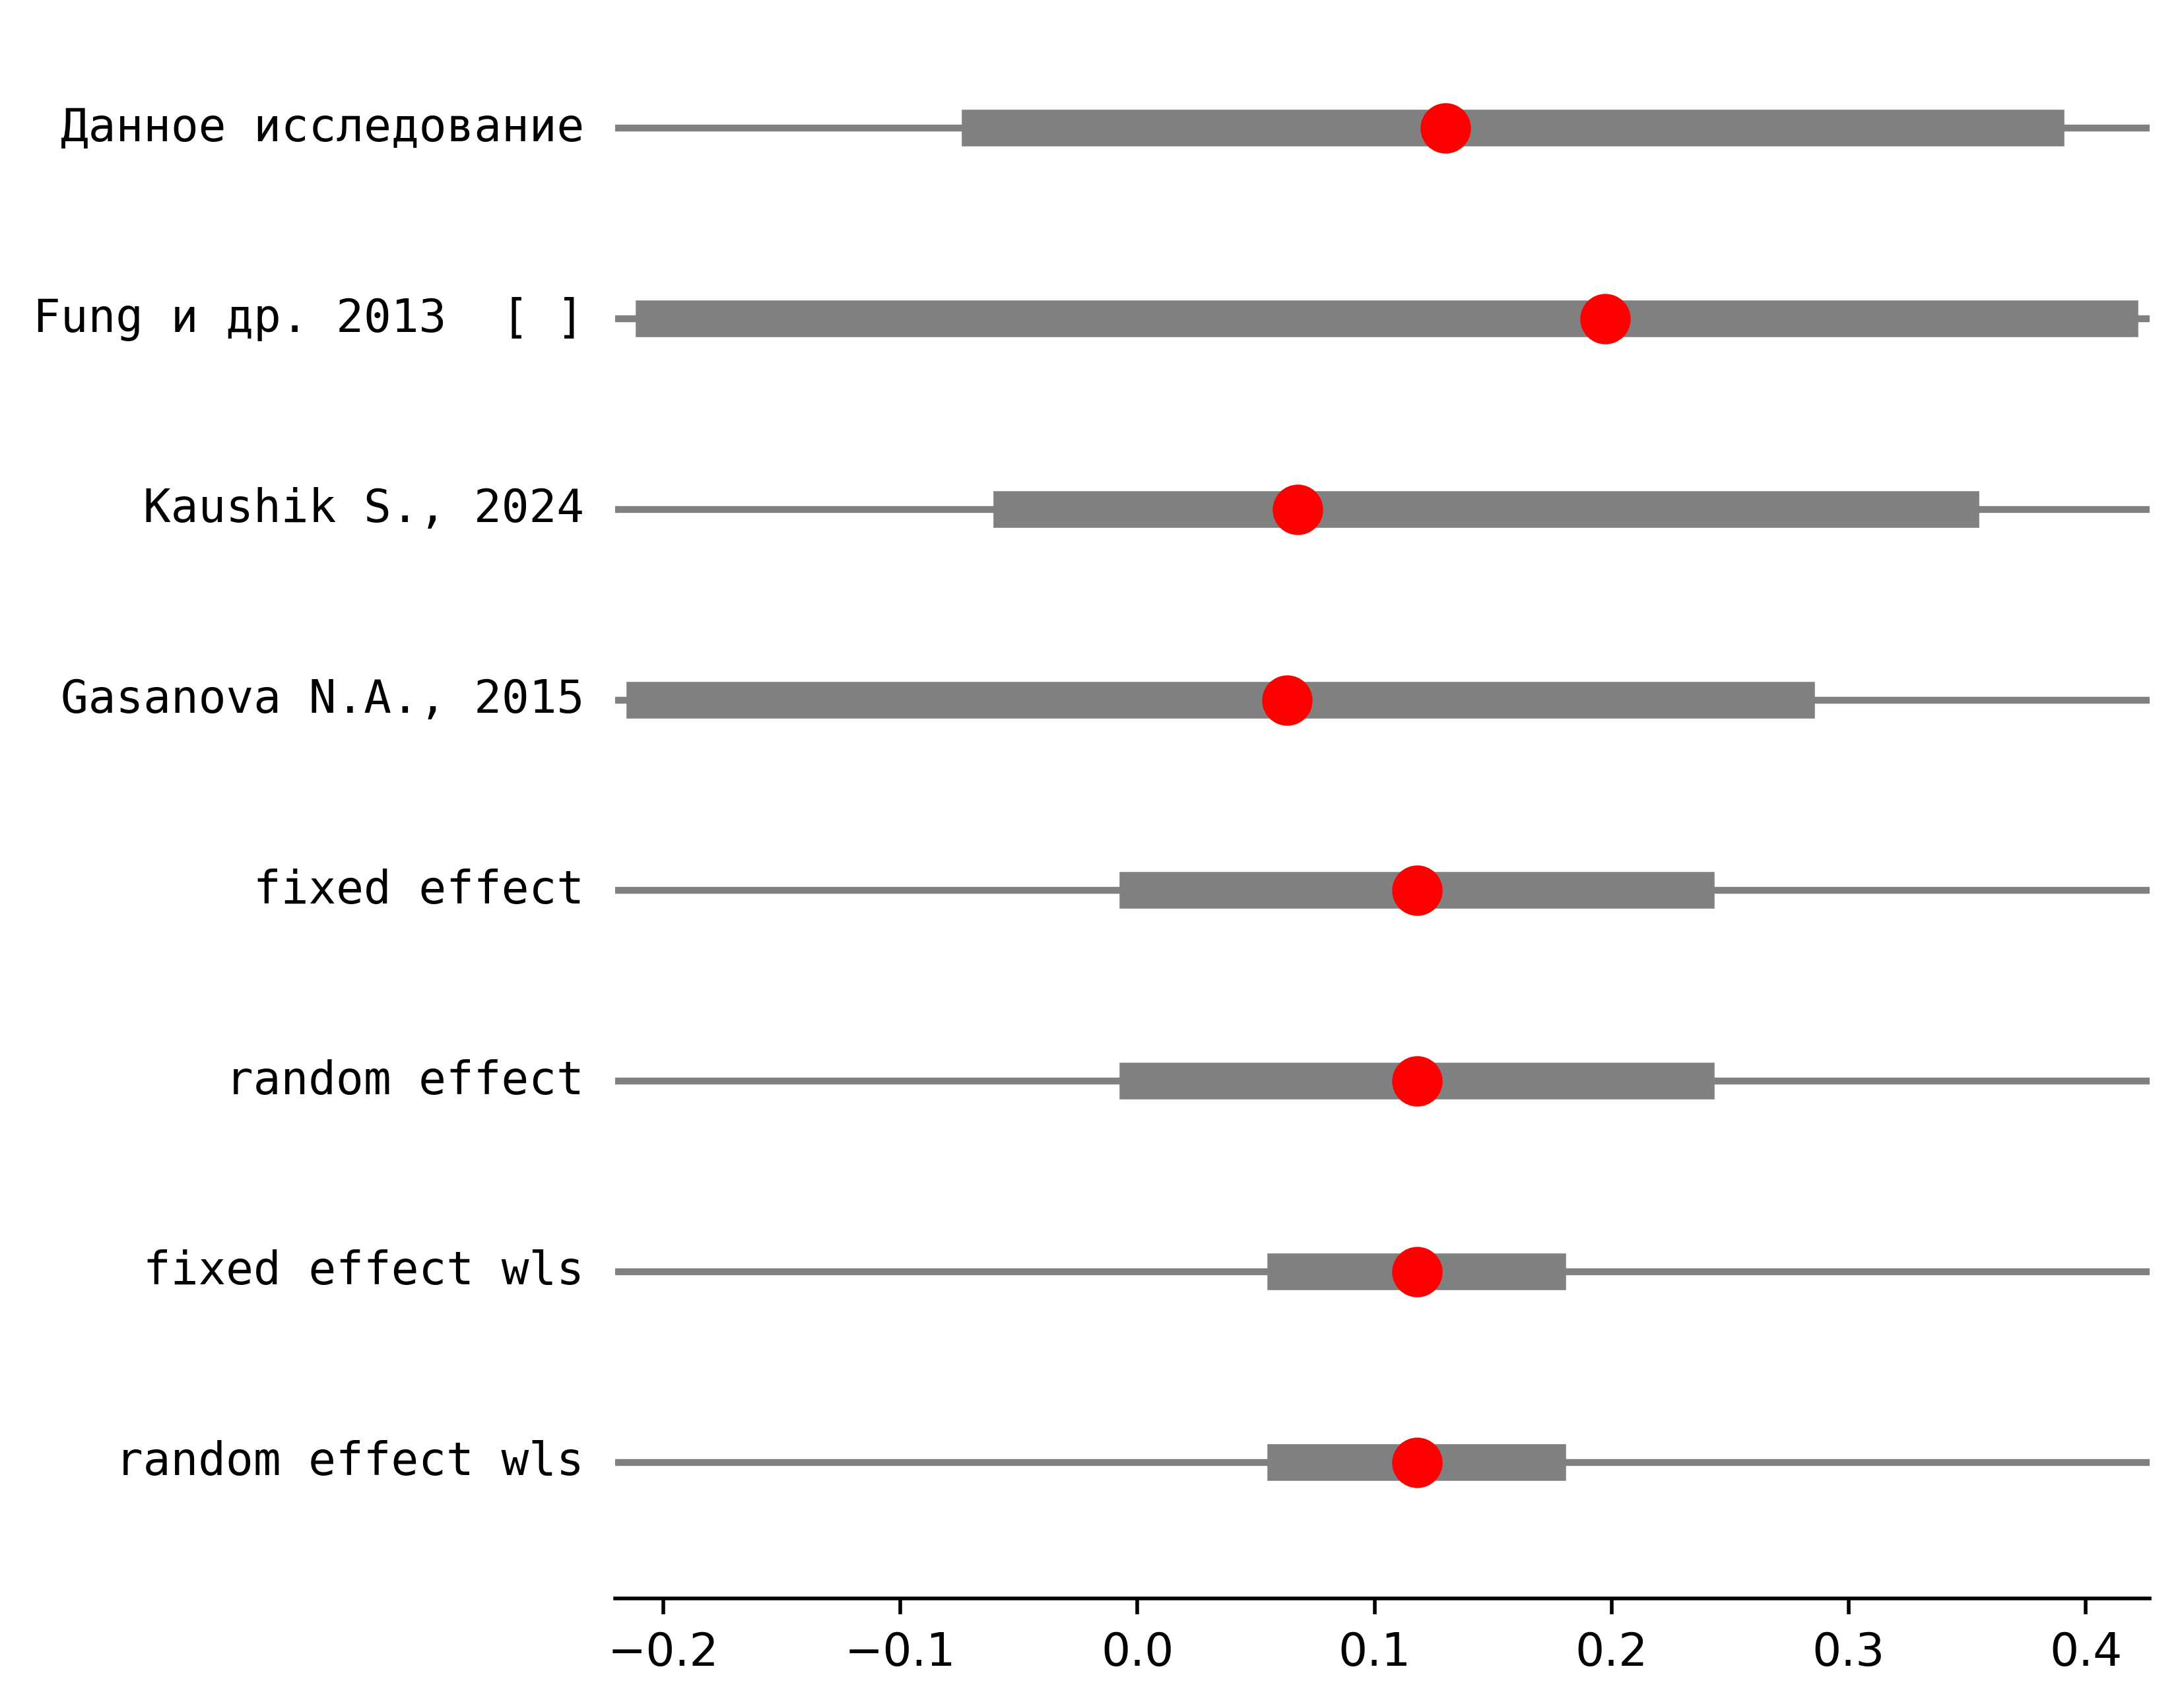 Данное исследование
Fung и др. 2013  [ ]
Kaushik S., 2024
Gasanova N.A., 2015
fixed effect
random effect
fixed effect wls
random effect wls
−0.2 −0.1 0.0 0.1 0.2 0.3 0.4